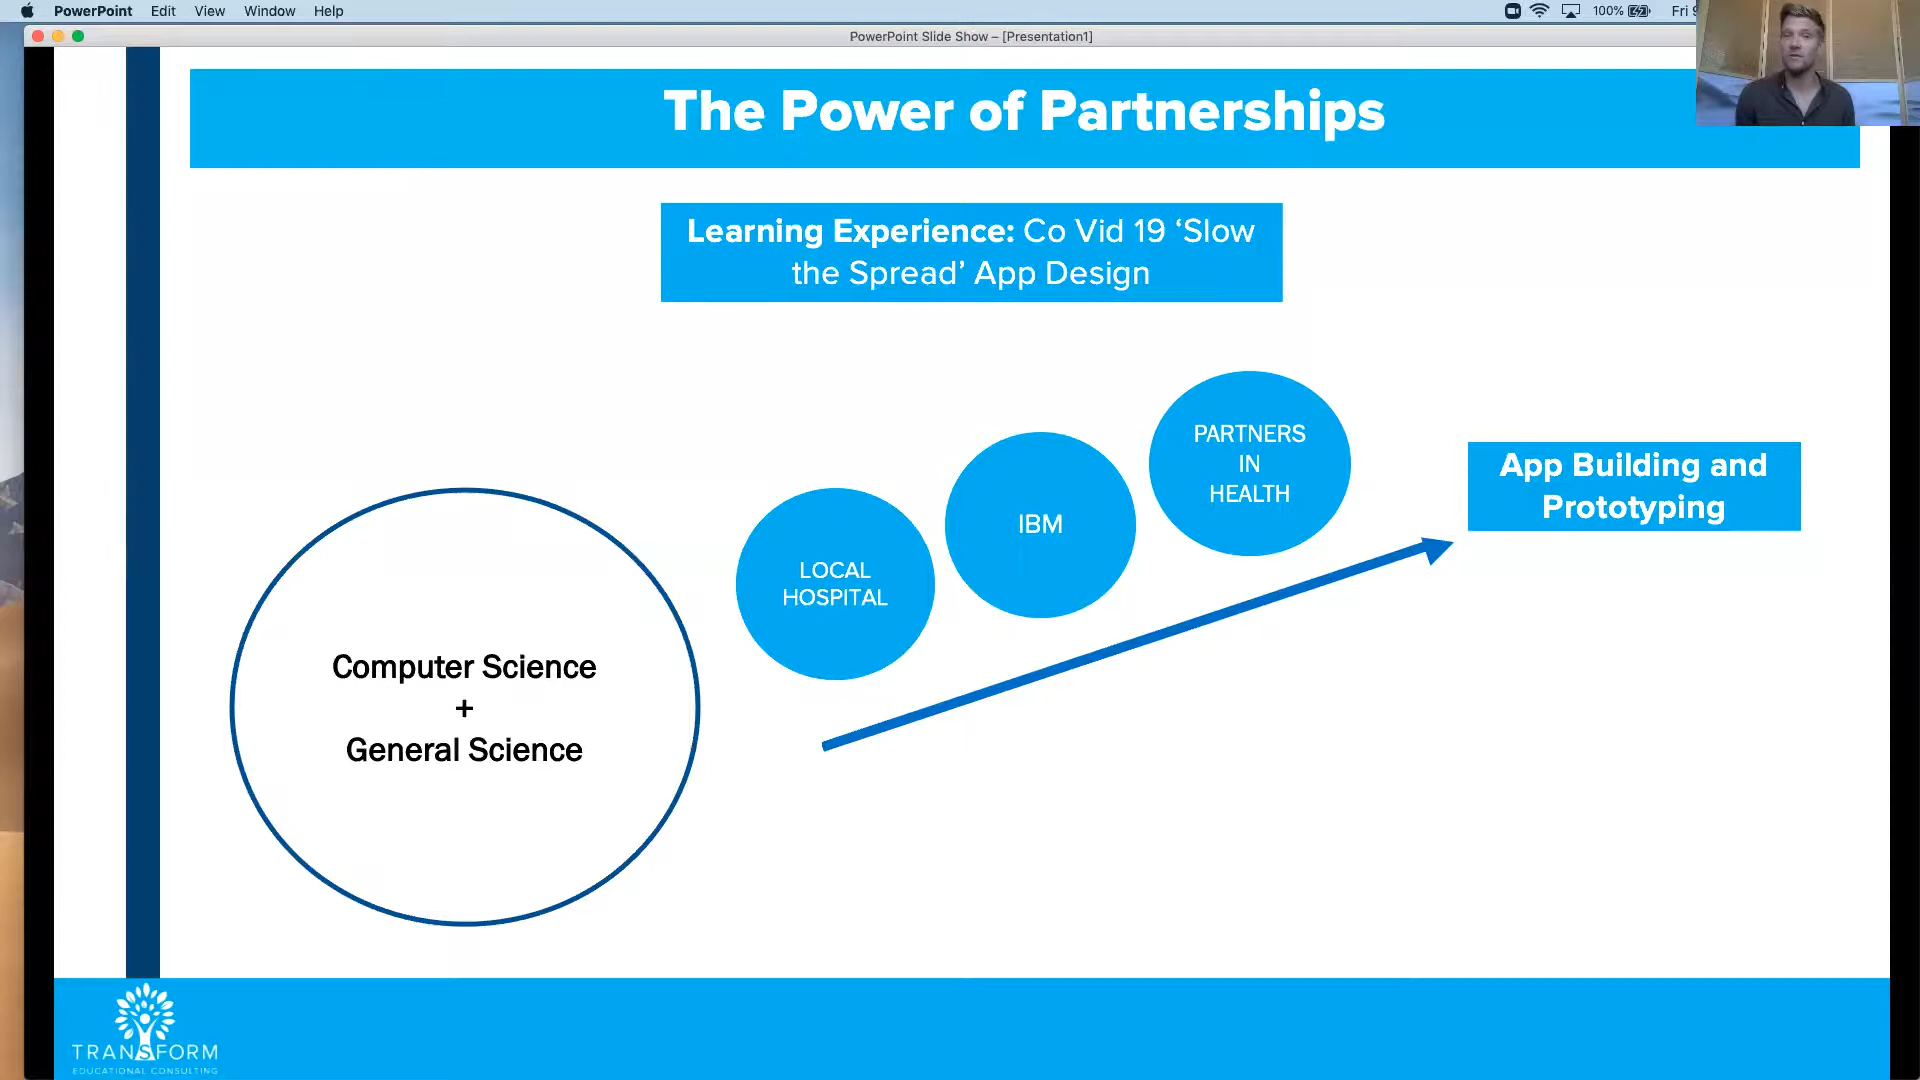 PowerPoint Edit View Window Help
100%
Fri 9
PowerPoint Slide Show – [Presentation1]
The Power of Partnerships
Learning Experience: Co Vid 19 ‘Slow
the Spread’ App Design
PARTNERS
IN
HEALTH
App Building and
Prototyping
IBM
LOCAL
HOSPITAL
Computer Science
+
General Science
TRANSFORM
EDUCATIONAL CONSULTING